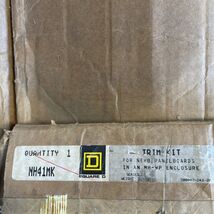 QUANTITY 1
NH41MK
D
SQUARE D
TRIM KIT
FOR NEHB PANELBOARDS
IN AN MH-WP ENCLOSURE